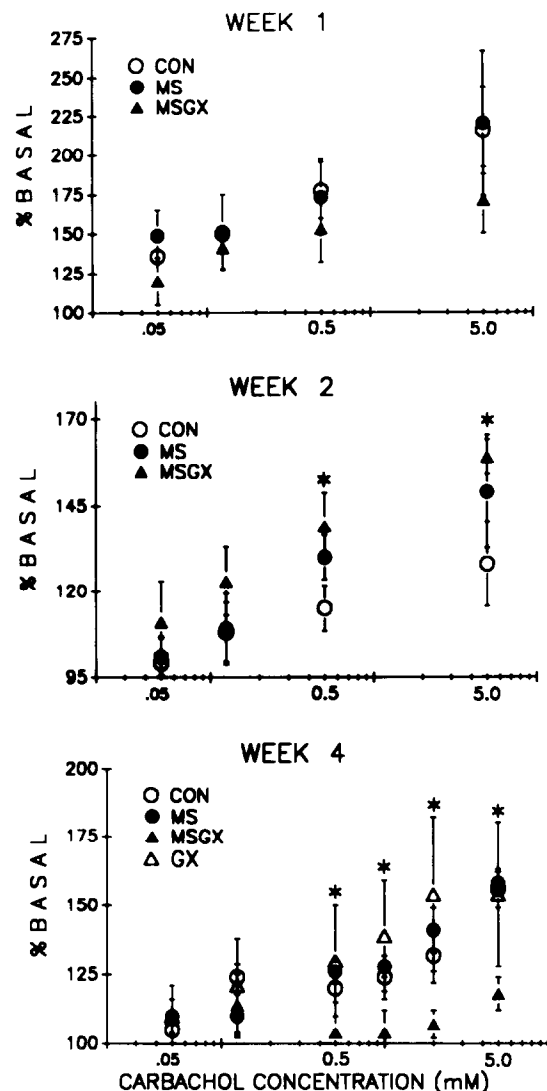 WEEK 1
275
250
225
200
175
150
125
100
%BASAL
CON
MS
MSGX
.05
0.5
5.0
WEEK 2
170
145
120
95
%BASAL
CON
MS
MSGX
*
*
.05
0.5
5.0
WEEK 4
200
175
150
125
100
%BASAL
CON
MS
MSGX
GX
*
*
*
*
.05
0.5
5.0
CARBACHOL CONCENTRATION (mM)